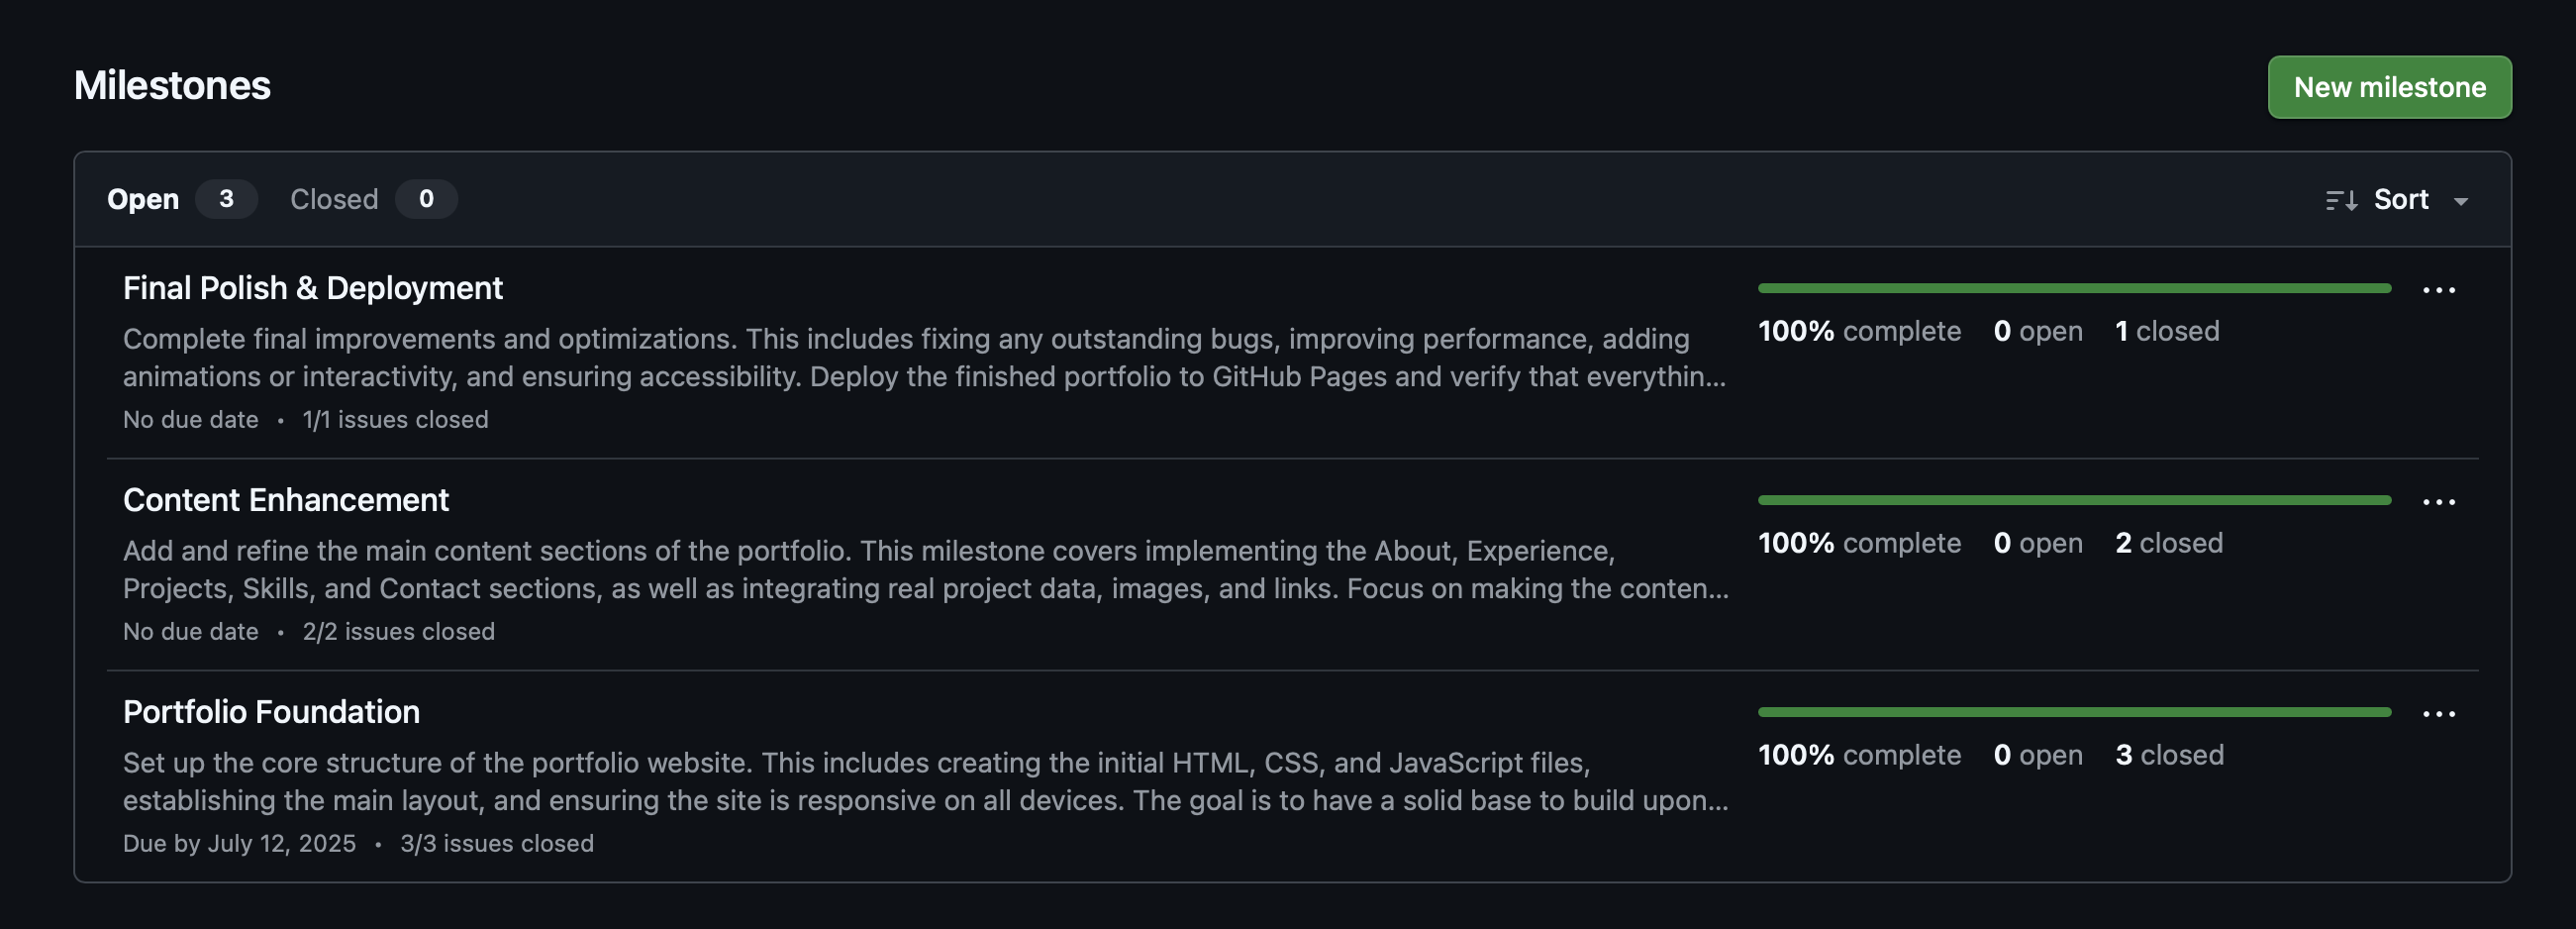 Milestones
New milestone
Open 3 Closed 0
Sort
Final Polish & Deployment
Complete final improvements and optimizations. This includes fixing any outstanding bugs, improving performance, adding
animations or interactivity, and ensuring accessibility. Deploy the finished portfolio to GitHub Pages and verify that everythin...
No due date • 1/1 issues closed
100% complete 0 open 1 closed
Content Enhancement
Add and refine the main content sections of the portfolio. This milestone covers implementing the About, Experience,
Projects, Skills, and Contact sections, as well as integrating real project data, images, and links. Focus on making the conten...
No due date • 2/2 issues closed
100% complete 0 open 2 closed
Portfolio Foundation
Set up the core structure of the portfolio website. This includes creating the initial HTML, CSS, and JavaScript files,
establishing the main layout, and ensuring the site is responsive on all devices. The goal is to have a solid base to build upon...
Due by July 12, 2025 • 3/3 issues closed
100% complete 0 open 3 closed